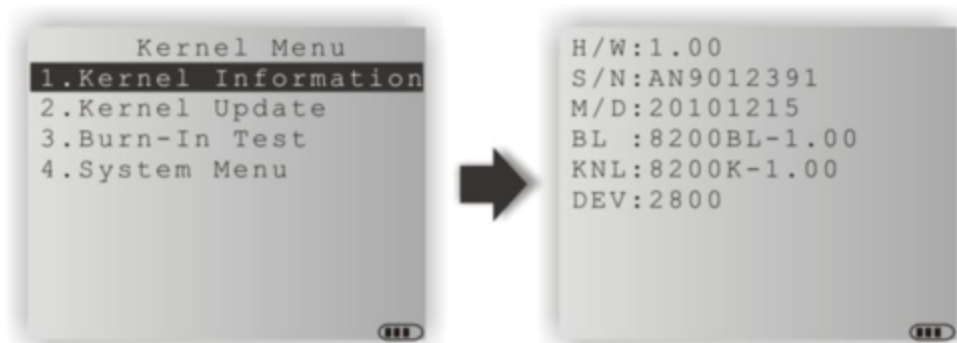 Kernel Menu
1.Kernel Information
2.Kernel Update
3.Burn-In Test
4.System Menu
H/W:1.00
S/N:AN9012391
M/D:20101215
BL :8200BL-1.00
KNL:8200K-1.00
DEV:2800